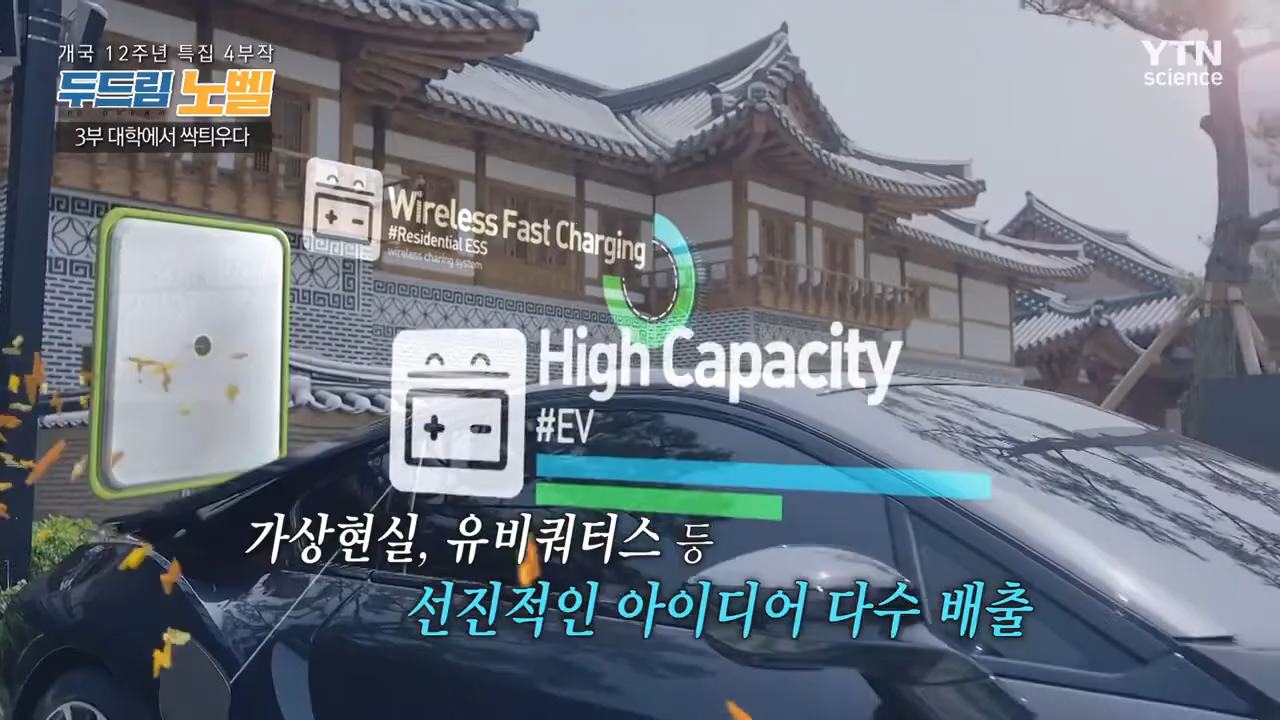 개국 12주년 특집 4부작
두드림 노벨
3부 대학에서 싹틔우다
YTN
science
Wireless Fast Charging
#Residential ESS
wireless charing system
High Capacity
#EV
가상현실, 유비쿼터스 등
선진적인 아이디어 다수 배출